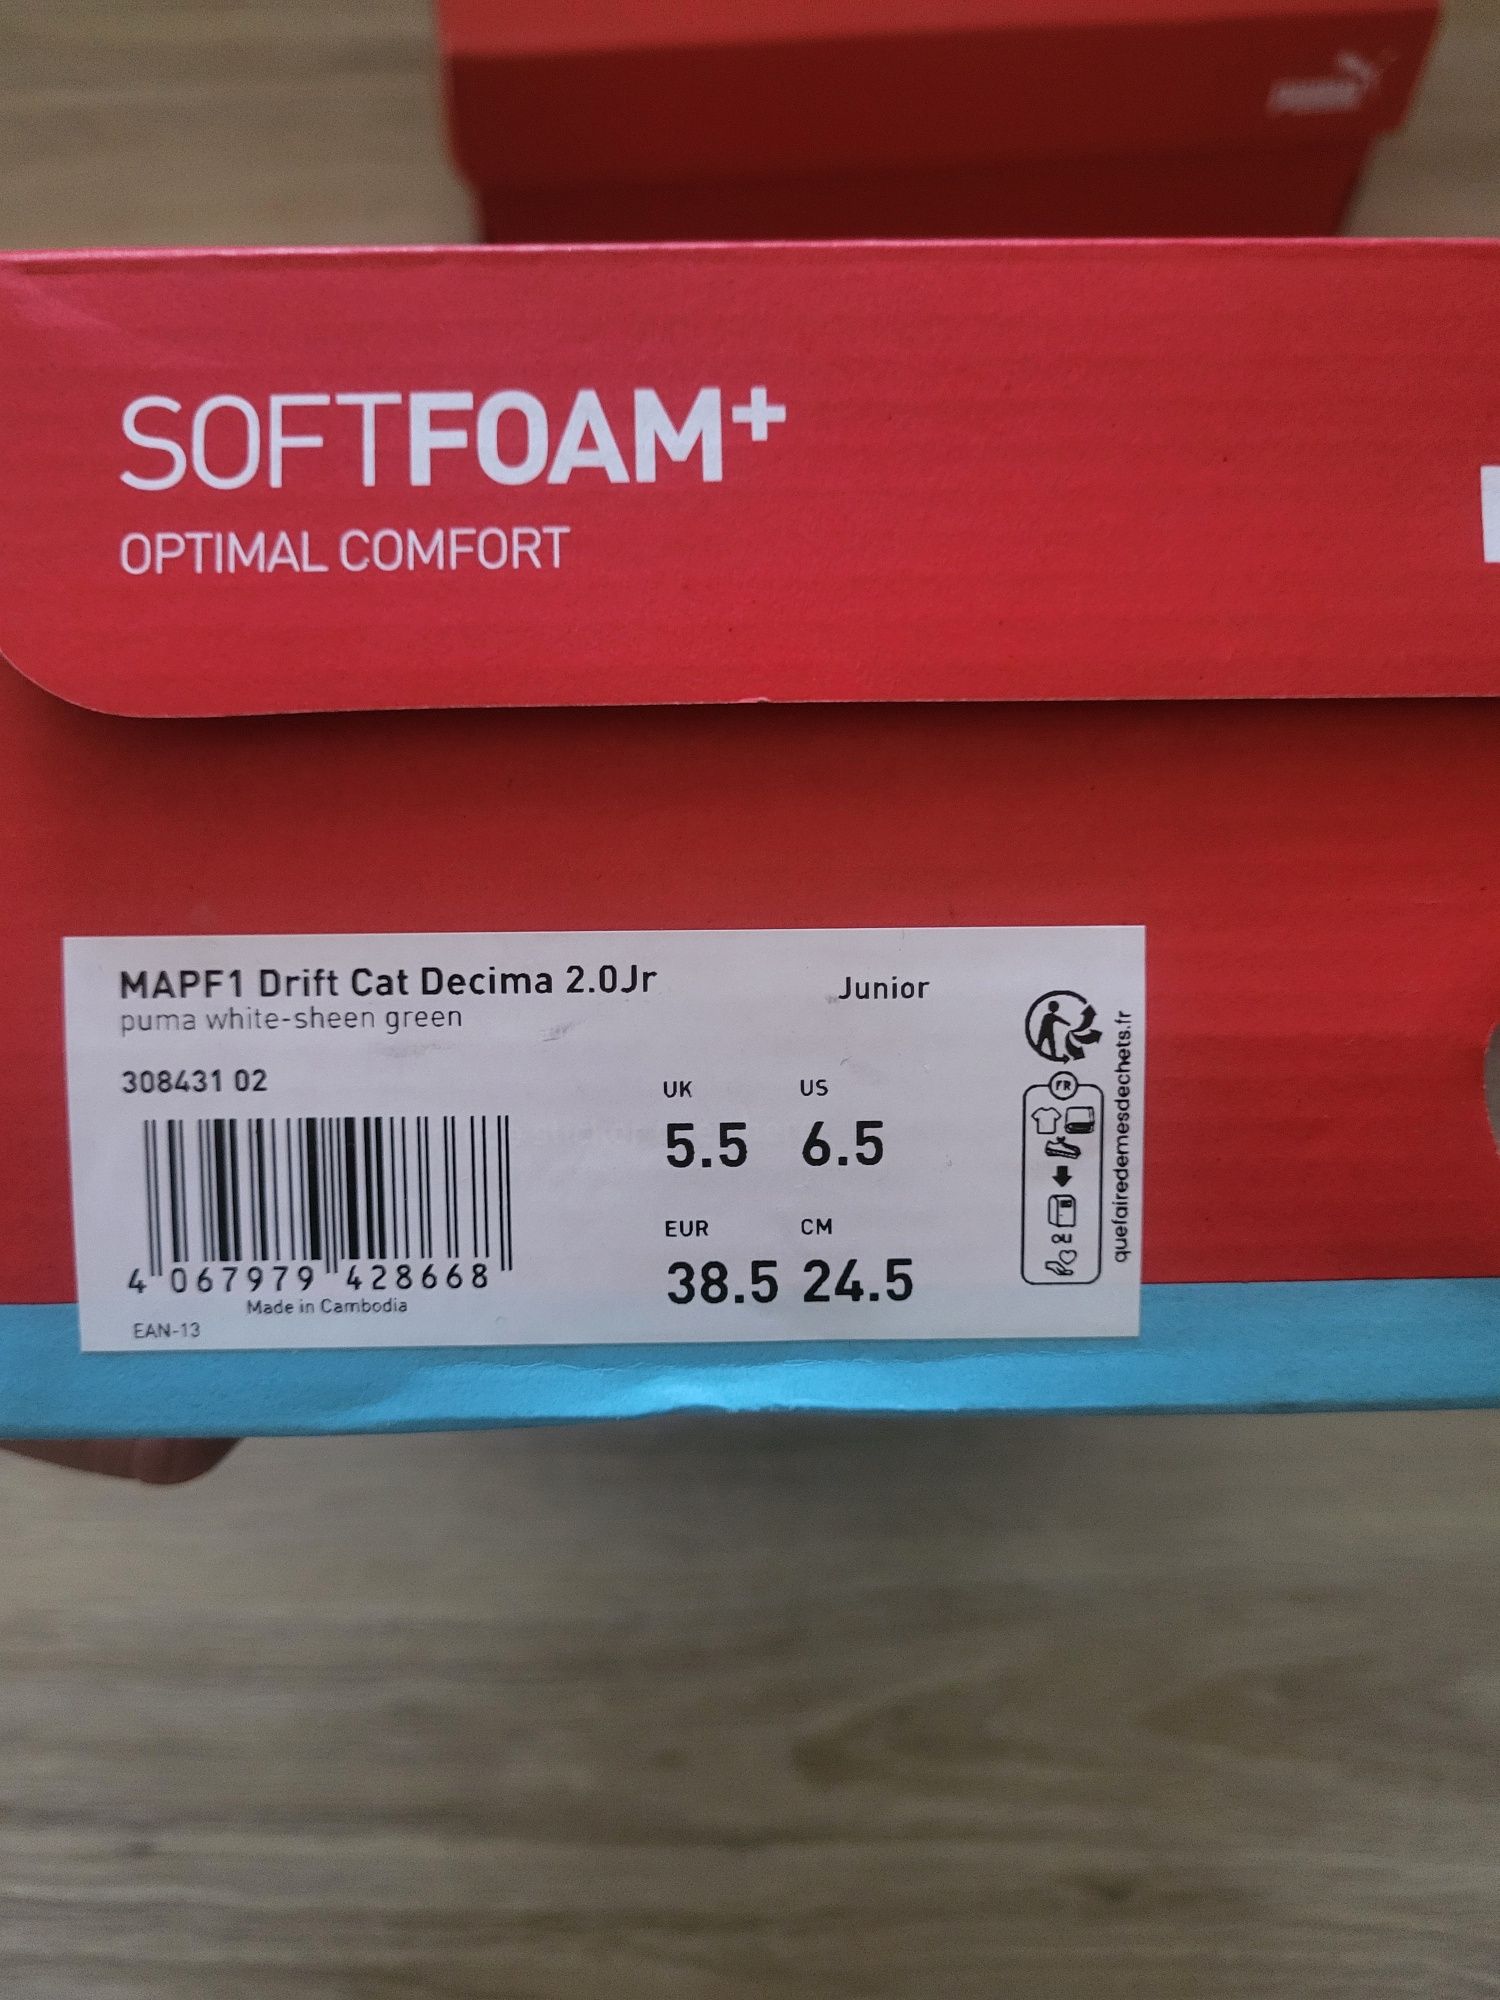 SOFTFOAM+
OPTIMAL COMFORT
MAPF1 Drift Cat Decima 2.0Jr
Junior
puma white-sheen green
308431 02
UK US
5.5 6.5
EUR CM
38.5 24.5
4 067979 428668
Made in Cambodia
EAN-13
FR
ou
quefairedemesdechets.fr